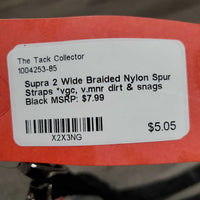 The Tack Collector
1004253-85
Supra 2 Wide Braided Nylon Spur
Straps *vgc, v.mnr dirt & snags
Black MSRP: $7.99
$5.05
X2X3NG